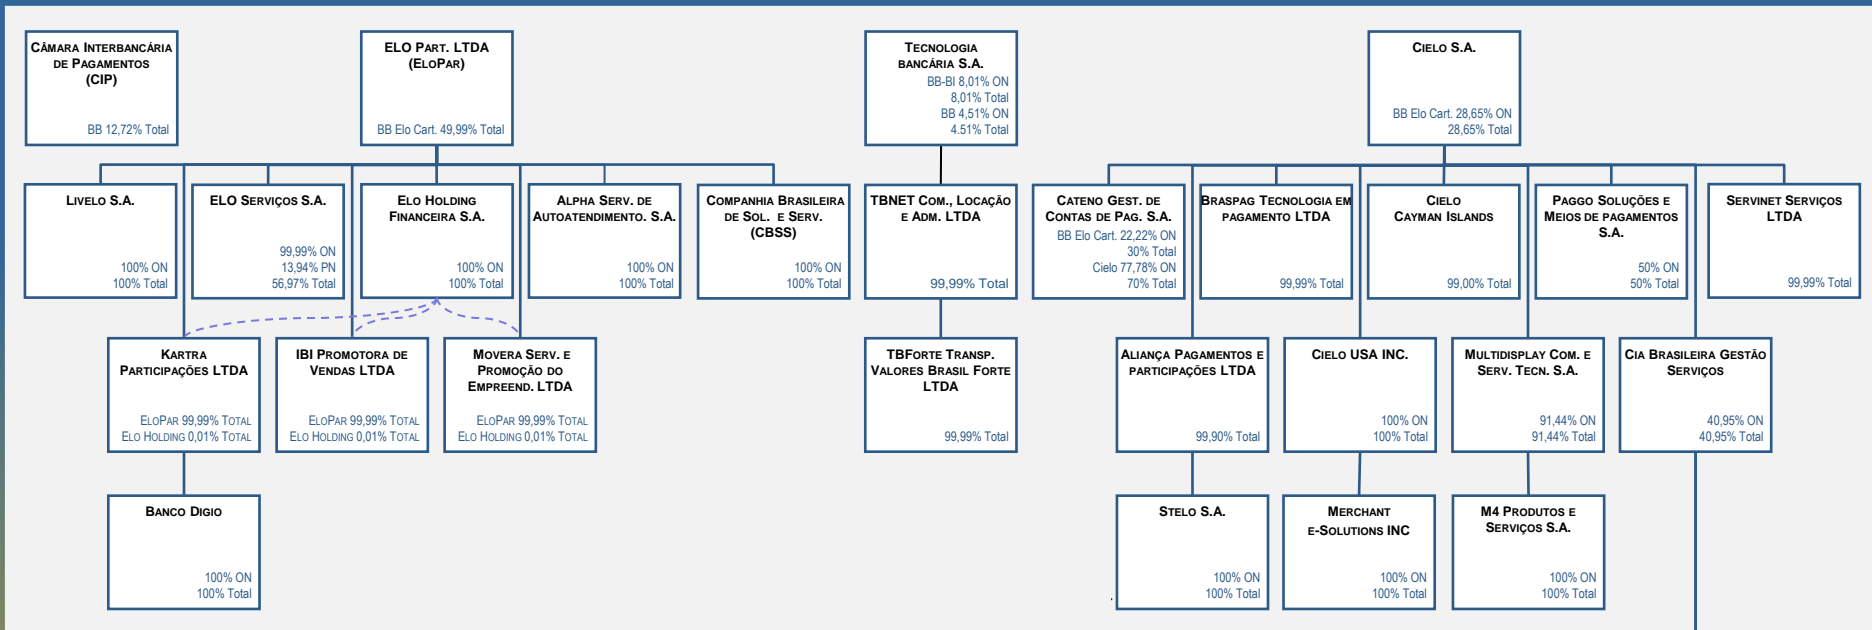 CÂMARA INTERBANCÁRIA
DE PAGAMENTOS
(CIP)
BB 12,72% Total
ELO PART. LTDA
(ELOPAR)
BB Elo Cart. 49,99% Total
TECNOLOGIA
BANCÁRIA S.A.
BB-BI 8,01% ON
8,01% Total
BB 4,51% ON
4.51% Total
CIELO S.A.
BB Elo Cart. 28,65% ON
28,65% Total
LIVELO S.A.
100% ON
100% Total
ELO SERVIÇOS S.A.
99,99% ON
13,94% PN
56,97% Total
ELO HOLDING
FINANCEIRA S.A.
100% ON
100% Total
ALPHA SERV. DE
AUTOATENDIMENTO. S.A.
100% ON
100% Total
COMPANHIA BRASILEIRA
DE SOL. E SERV.
(CBSS)
100% ON
100% Total
TBNET COM., LOCAÇÃO
E ADM. LTDA
99,99% Total
CATENO GEST. DE
CONTAS DE PAG. S.A.
BB Elo Cart. 22,22% ON
30% Total
Cielo 77,78% ON
70% Total
BRASPAG TECNOLOGIA EM
PAGAMENTO LTDA
99,99% Total
CIELO
CAYMAN ISLANDS
99,00% Total
PAGGO SOLUÇÕES E
MEIOS DE PAGAMENTOS
S.A.
50% ON
50% Total
SERVINET SERVIÇOS
LTDA
99,99% Total
KARTRA
PARTICIPAÇÕES LTDA
ELOPAR 99,99% TOTAL
ELO HOLDING 0,01% TOTAL
IBI PROMOTORA DE
VENDAS LTDA
ELOPAR 99,99% TOTAL
ELO HOLDING 0,01% TOTAL
MOVERA SERV. E
PROMOÇÃO DO
EMPREEND. LTDA
ELOPAR 99,99% TOTAL
ELO HOLDING 0,01% TOTAL
TBFORTE TRANSP.
VALORES BRASIL FORTE
LTDA
99,99% Total
ALIANÇA PAGAMENTOS E
PARTICIPAÇÕES LTDA
99,90% Total
CIELO USA INC.
100% ON
100% Total
MULTIDISPLAY COM. E
SERV. TECN. S.A.
91,44% ON
91,44% Total
CIA BRASILEIRA GESTÃO
SERVIÇOS
40,95% ON
40,95% Total
BANCO DIGIO
100% ON
100% Total
STELO S.A.
100% ON
100% Total
MERCHANT
E-SOLUTIONS INC
100% ON
100% Total
M4 PRODUTOS E
SERVIÇOS S.A.
100% ON
100% Total